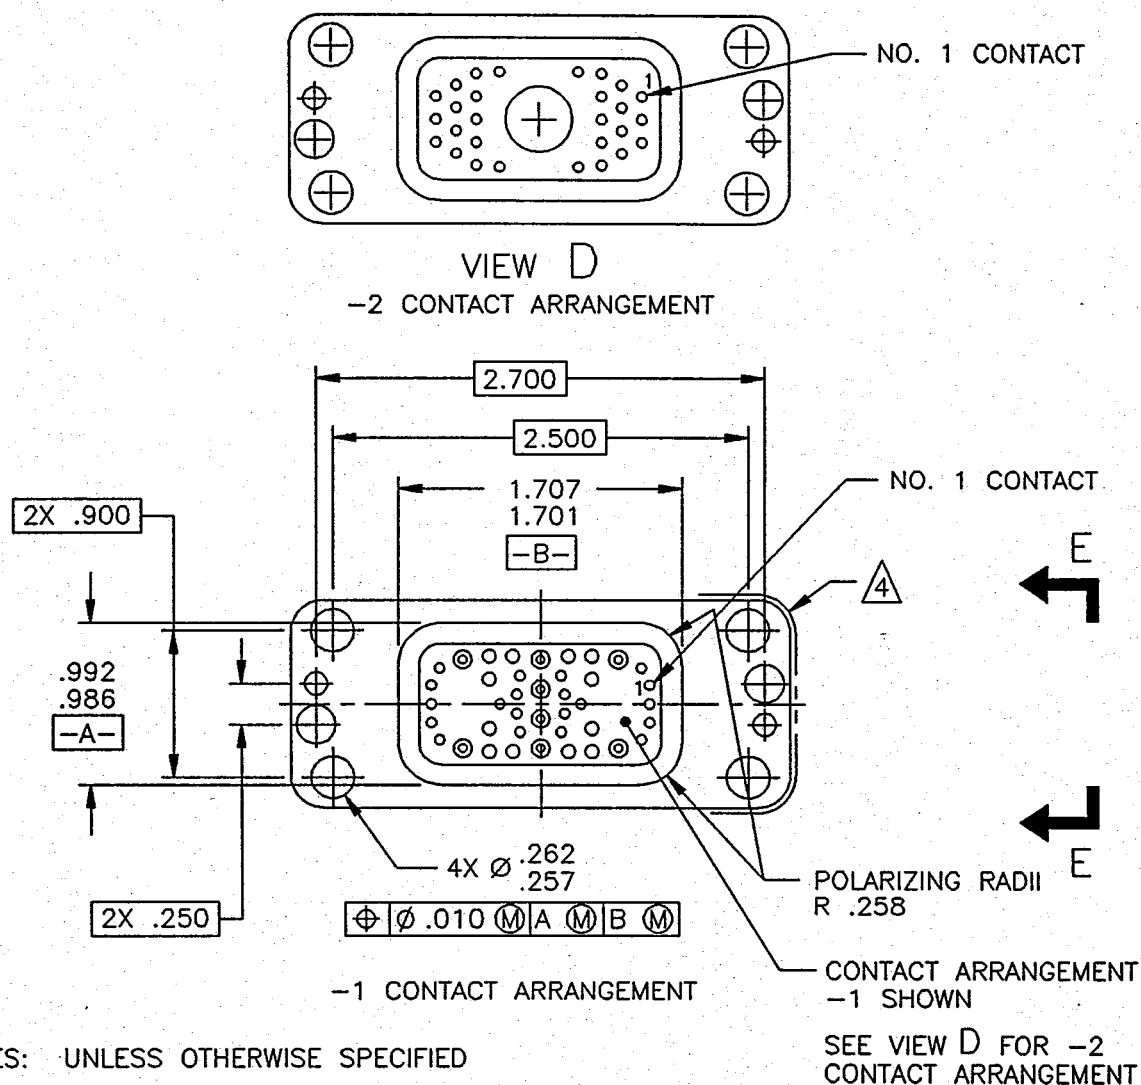 NO. 1 CONTACT
1
VIEW D
-2 CONTACT ARRANGEMENT
2.700
2.500
1.707
1.701
-B-
NO. 1 CONTACT
2X .900
E
4
.992
.986
-A-
1
4X Ø .262
.257
POLARIZING RADII
R .258
E
2X .250
⌖ Ø .010 Ⓜ A Ⓜ B Ⓜ
-1 CONTACT ARRANGEMENT
CONTACT ARRANGEMENT
-1 SHOWN
SEE VIEW D FOR -2
CONTACT ARRANGEMENT
ES: UNLESS OTHERWISE SPECIFIED